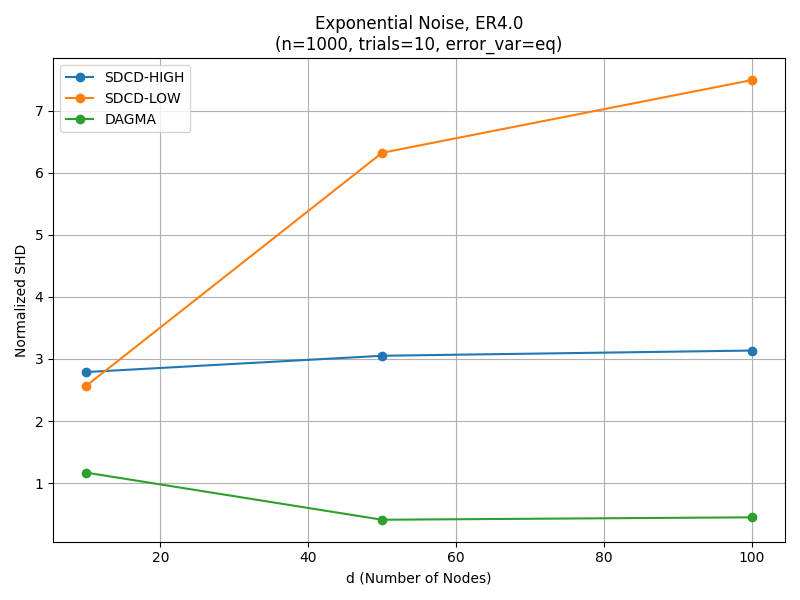 Exponential Noise, ER4.0
(n=1000, trials=10, error_var=eq)
SDCD-HIGH
SDCD-LOW
DAGMA
Normalized SHD
7
6
5
4
3
2
1
20
40
60
80
100
d (Number of Nodes)